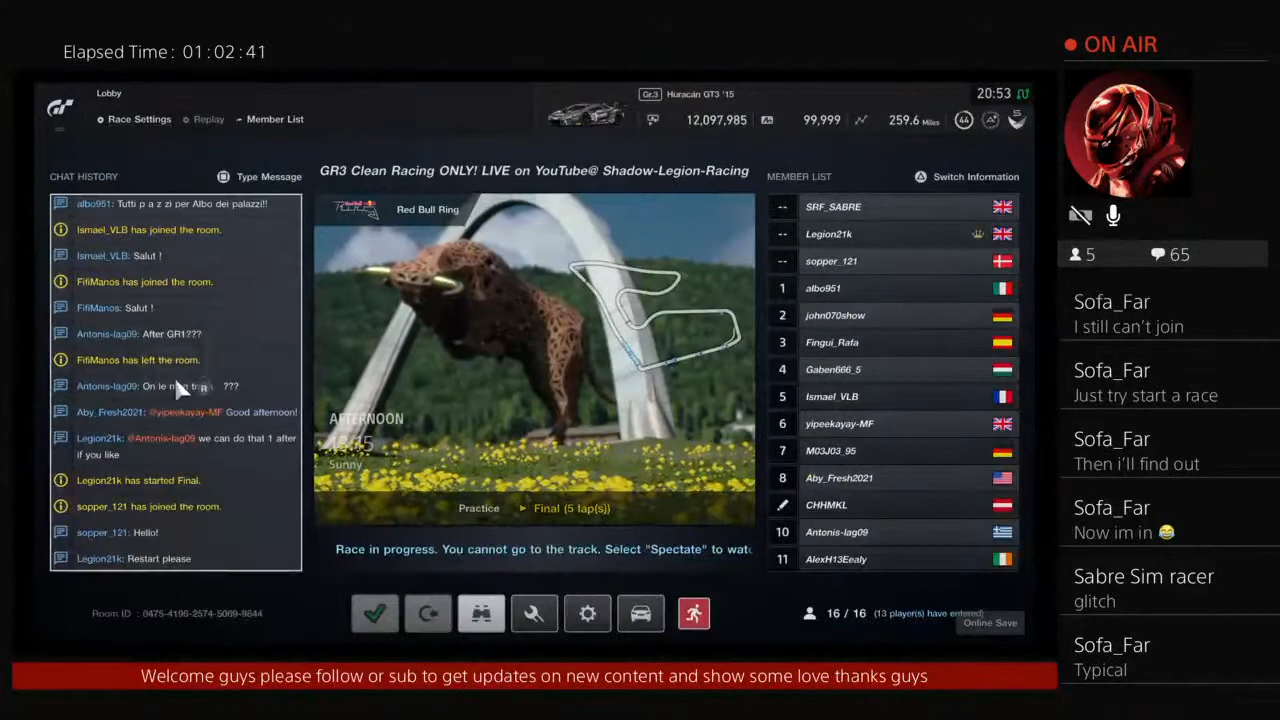 Elapsed Time : 01:02:41
ON AIR
Lobby
Race Settings
Replay
Member List
Gr.3
Huracán GT3 '15
12,097,985
99,999
259.6 Miles
44
20:53
CHAT HISTORY
Type Message
GR3 Clean Racing ONLY! LIVE on YouTube@ Shadow-Legion-Racing
MEMBER LIST
Switch Information
albo951: Tutti p a z zi per Albo dei palazzi!!
Ismael_VLB has joined the room.
Ismael_VLB: Salut !
FifiManos has joined the room.
FifiManos: Salut !
Antonis-lag09: After GR1???
FifiManos has left the room.
Antonis-lag09: On le ???
Aby_Fresh2021: @yipeekayay-MF Good afternoon!
Legion21k: @Antonis-lag09 we can do that 1 after
if you like
Legion21k has started Final.
sopper_121 has joined the room.
sopper_121: Hello!
Legion21k: Restart please
Red Bull Ring
AFTERNOON
Sunny
Practice
Final (5 lap(s))
Race in progress. You cannot go to the track. Select "Spectate" to
-- SRF_SABRE
-- Legion21k
-- sopper_121
1 albo951
2 john070show
3 Fingui_Rafa
4 Gaben666_5
5 Ismael_VLB
6 yipeekayay-MF
7 M03J03_95
8 Aby_Fresh2021
CHHMKL
10 Antonis-lag09
11 AlexH13Eealy
Room ID : 0475-4196-2574-5069-9644
16 / 16 (13 player(s) have entered)
Online Save
Welcome guys please follow or sub to get updates on new content and show some love thanks guys
5
65
Sofa_Far
I still can't join
Sofa_Far
Just try start a race
Sofa_Far
Then i'll find out
Sofa_Far
Now im in 😂
Sabre Sim racer
glitch
Sofa_Far
Typical